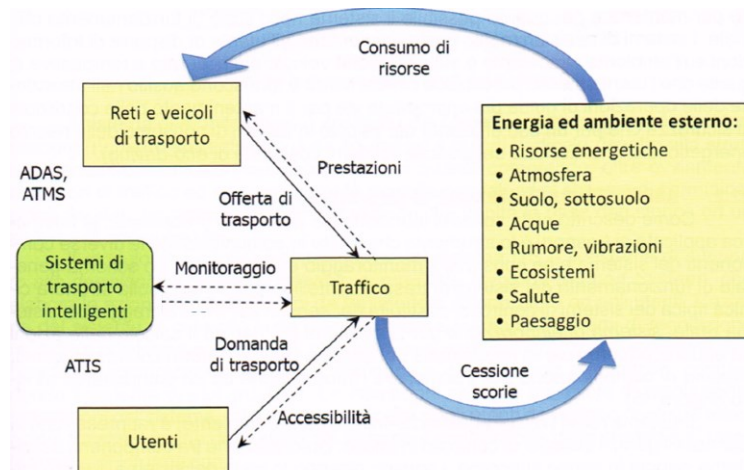 Consumo di
risorse
Reti e veicoli
di trasporto
Energia ed ambiente esterno:
• Risorse energetiche
• Atmosfera
• Suolo, sottosuolo
• Acque
• Rumore, vibrazioni
• Ecosistemi
• Salute
• Paesaggio
Prestazioni
ADAS,
ATMS
Offerta di
trasporto
Sistemi di
trasporto
intelligenti
Monitoraggio
Traffico
Domanda
di trasporto
ATIS
Cessione
scorie
Accessibilità
Utenti